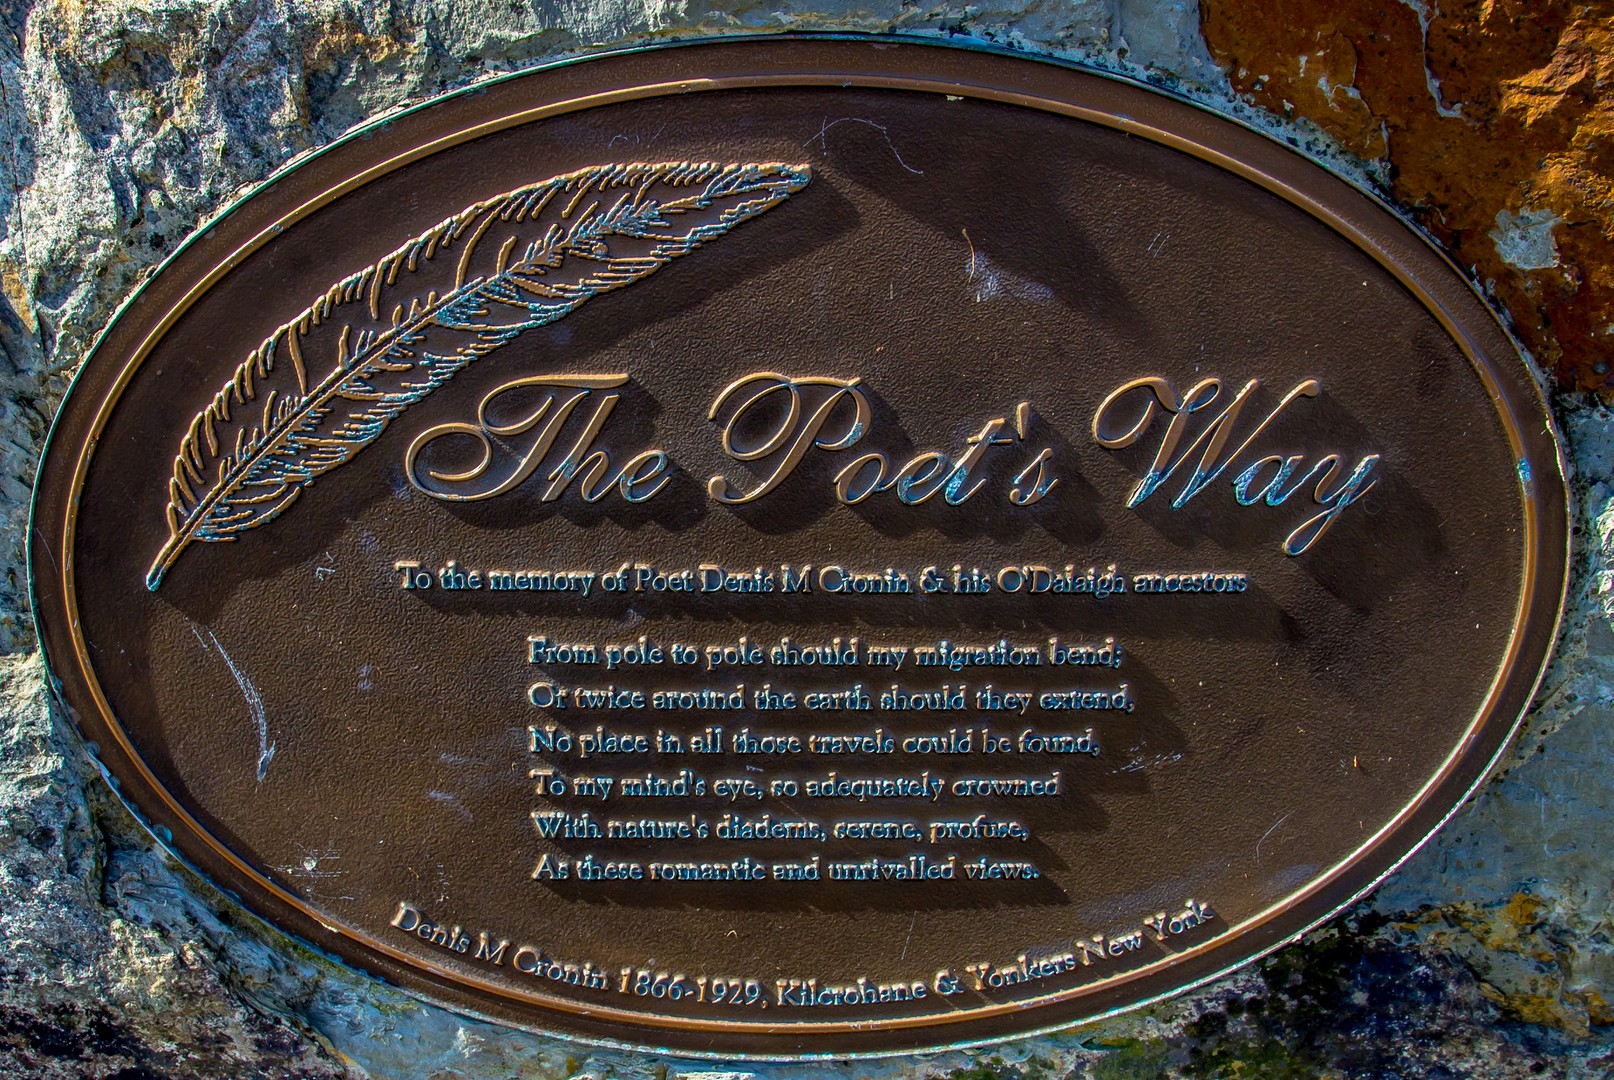 The Poet's Way
To the memory of Poet Denis M Cronin & his O'Dalaigh ancestors
From pole to pole should my migration bend;
Or twice around the earth should they extend,
No place in all those travels could be found,
To my mind's eye, so adequately crowned
With nature's diadems, serene, profuse,
As these romantic and unrivalled views.
Denis M Cronin 1866-1929, Kilcrohane & Yonkers New York